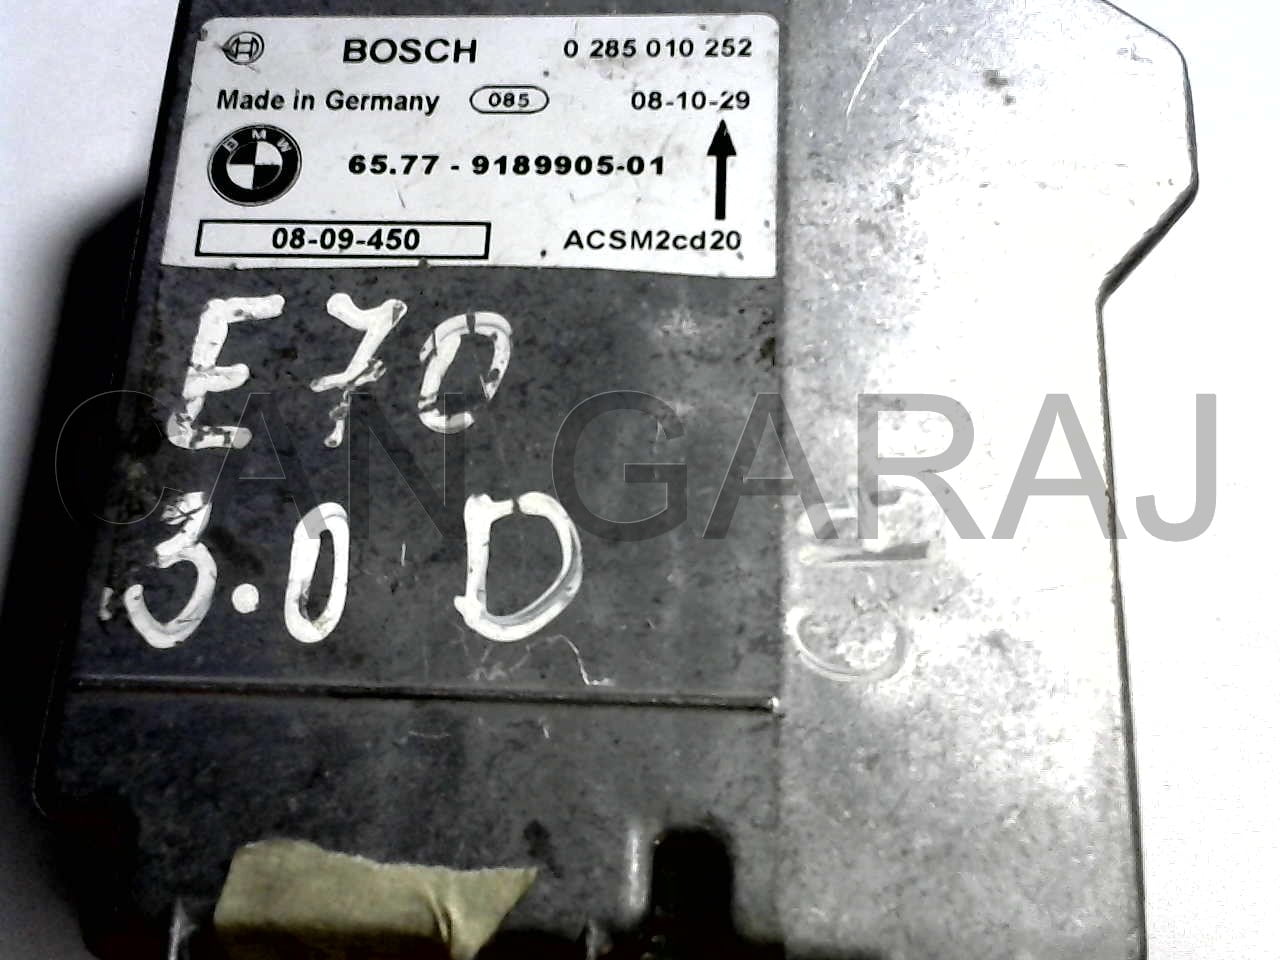 BOSCH 0 285 010 252
Made in Germany 085 08-10-29
BMW
65.77 - 9189905-01
08-09-450 ACSM2cd20
E70
CAN GARAJ
3.0 D